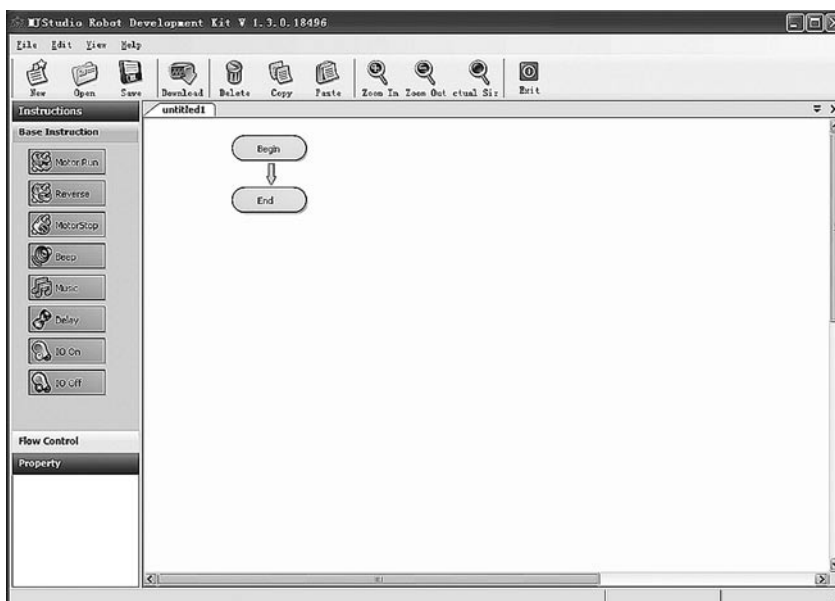 MJStudio Robot Development Kit V 1.3.0.18496
File Edit View Help
New Open Save Download Delete Copy Paste Zoom In Zoom Out ctual Siz Exit
Instructions
untitled1
Base Instruction
Begin
Motor Run
End
Reverse
MotorStop
Beep
Music
Delay
IO On
IO Off
Flow Control
Property